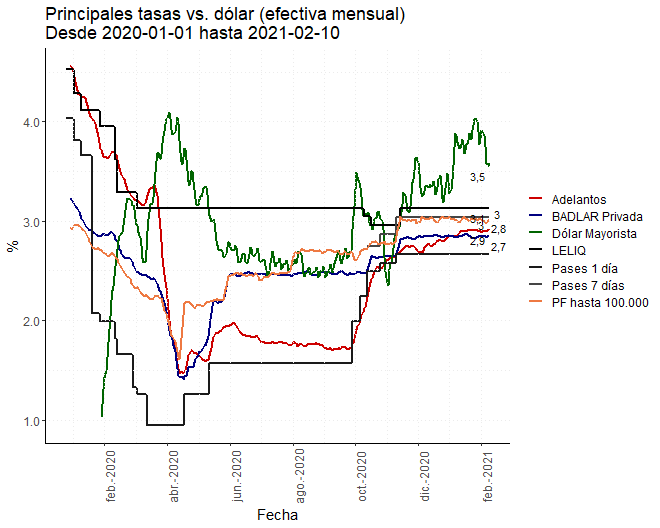 Principales tasas vs. dólar (efectiva mensual)
Desde 2020-01-01 hasta 2021-02-10
%
4.0
3.0
2.0
1.0
3,5
3
2,8
2,9
2,7
feb.-2020
abr.-2020
jun.-2020
ago.-2020
oct.-2020
dic.-2020
feb.-2021
Fecha
Adelantos
BADLAR Privada
Dólar Mayorista
LELIQ
Pases 1 día
Pases 7 días
PF hasta 100.000